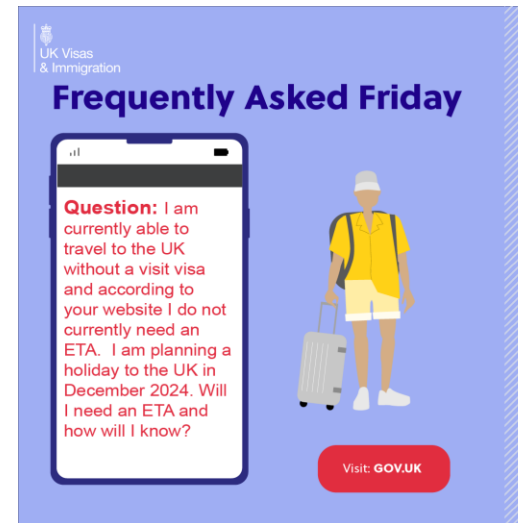 UK Visas
& Immigration
Frequently Asked Friday
Question: I am
currently able to
travel to the UK
without a visit visa
and according to
your website I do not
currently need an
ETA. I am planning a
holiday to the UK in
December 2024. Will
I need an ETA and
how will I know?
Visit: GOV.UK